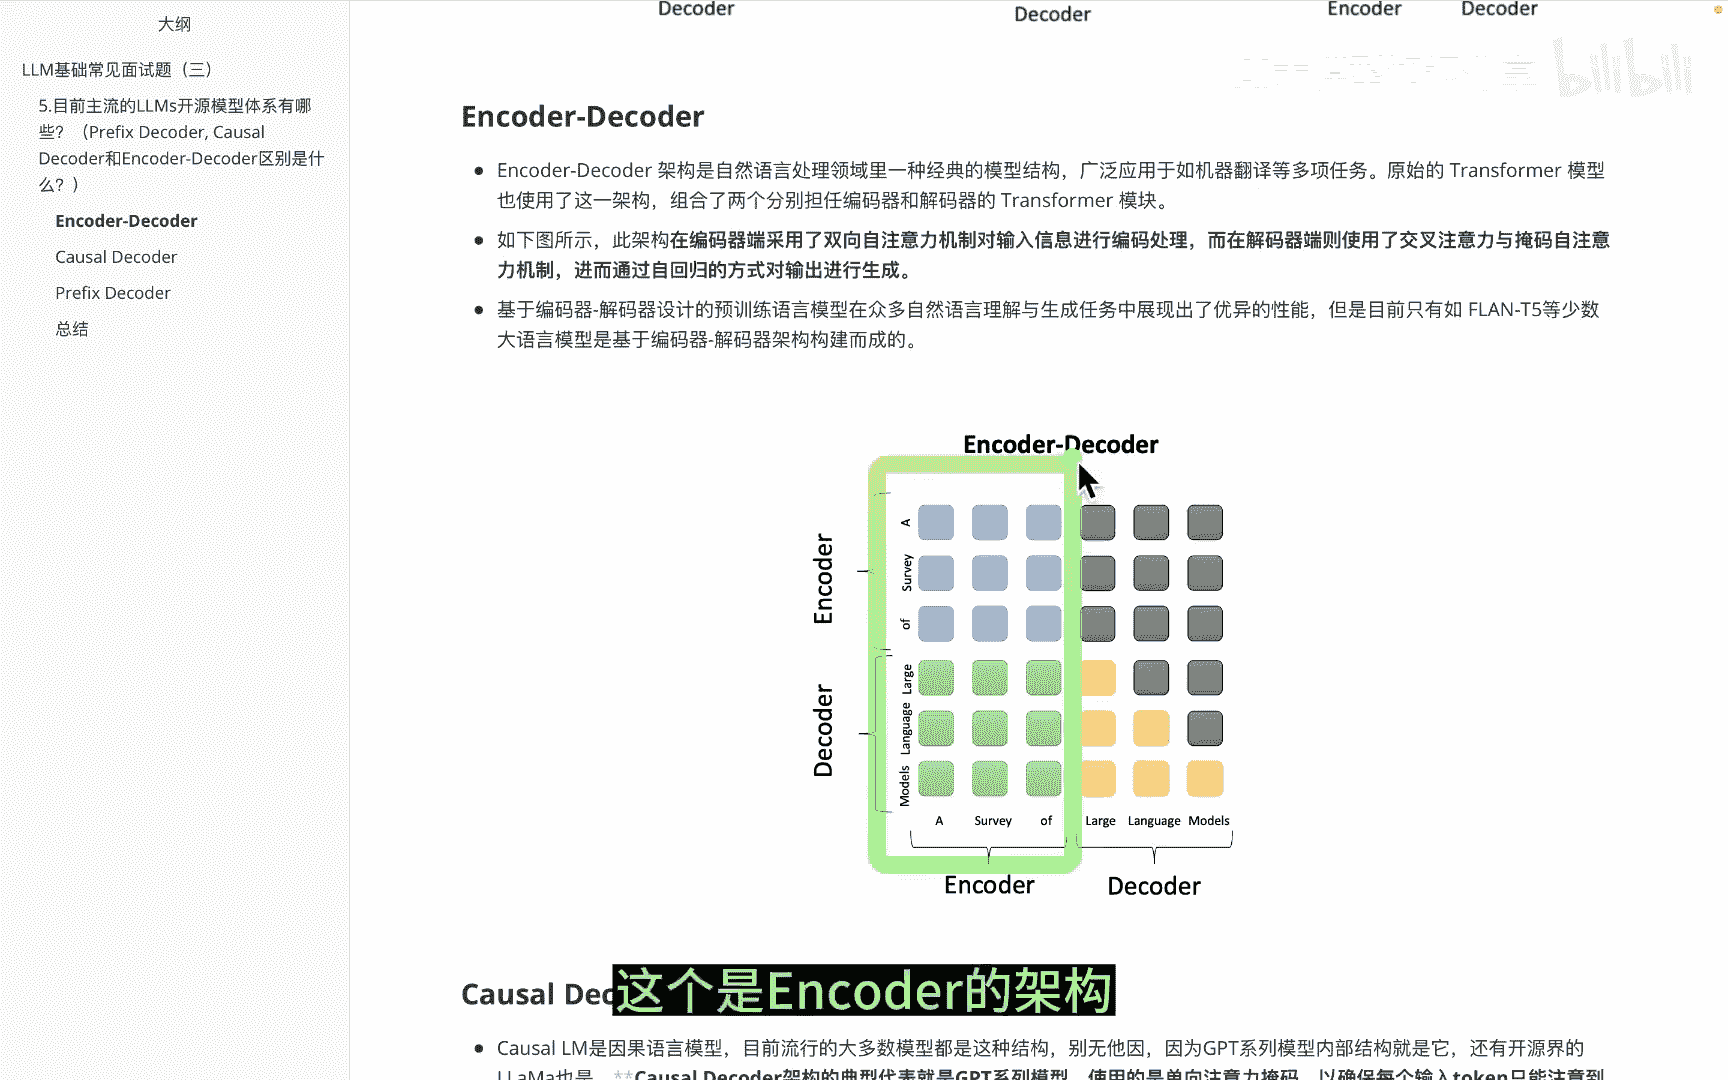 大纲
LLM基础常见面试题（三）
5.目前主流的LLMs开源模型体系有哪
些？（Prefix Decoder, Causal
Decoder和Encoder-Decoder区别是什
么？）
Encoder-Decoder
Causal Decoder
Prefix Decoder
总结
Decoder
Decoder
Encoder
Decoder
bilibili
Encoder-Decoder
Encoder-Decoder 架构是自然语言处理领域里一种经典的模型结构，广泛应用于如机器翻译等多项任务。原始的 Transformer 模型
也使用了这一架构，组合了两个分别担任编码器和解码器的 Transformer 模块。
如下图所示，此架构在编码器端采用了双向自注意力机制对输入信息进行编码处理，而在解码器端则使用了交叉注意力与掩码自注意
力机制，进而通过自回归的方式对输出进行生成。
基于编码器-解码器设计的预训练语言模型在众多自然语言理解与生成任务中展现出了优异的性能，但是目前只有如 FLAN-T5等少数
大语言模型是基于编码器-解码器架构构建而成的。
Encoder-Decoder
Encoder
A
Survey
of
Decoder
Large
Language
Models
A Survey of Large Language Models
Encoder
Decoder
Causal Dec
这个是Encoder的架构
Causal LM是因果语言模型，目前流行的大多数模型都是这种结构，别无他因，因为GPT系列模型内部结构就是它，还有开源界的
LLaMa也是。**Causal Decoder架构的典型代表就是GPT系列模型，使用的是单向注意力掩码，以确保每个输入token只能注意到